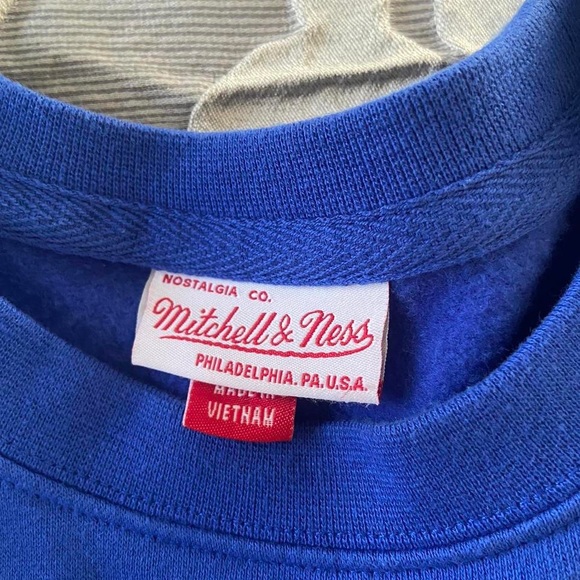 NOSTALGIA CO.
Mitchell & Ness
PHILADELPHIA. PA. U.S.A.
MADE IN
VIETNAM